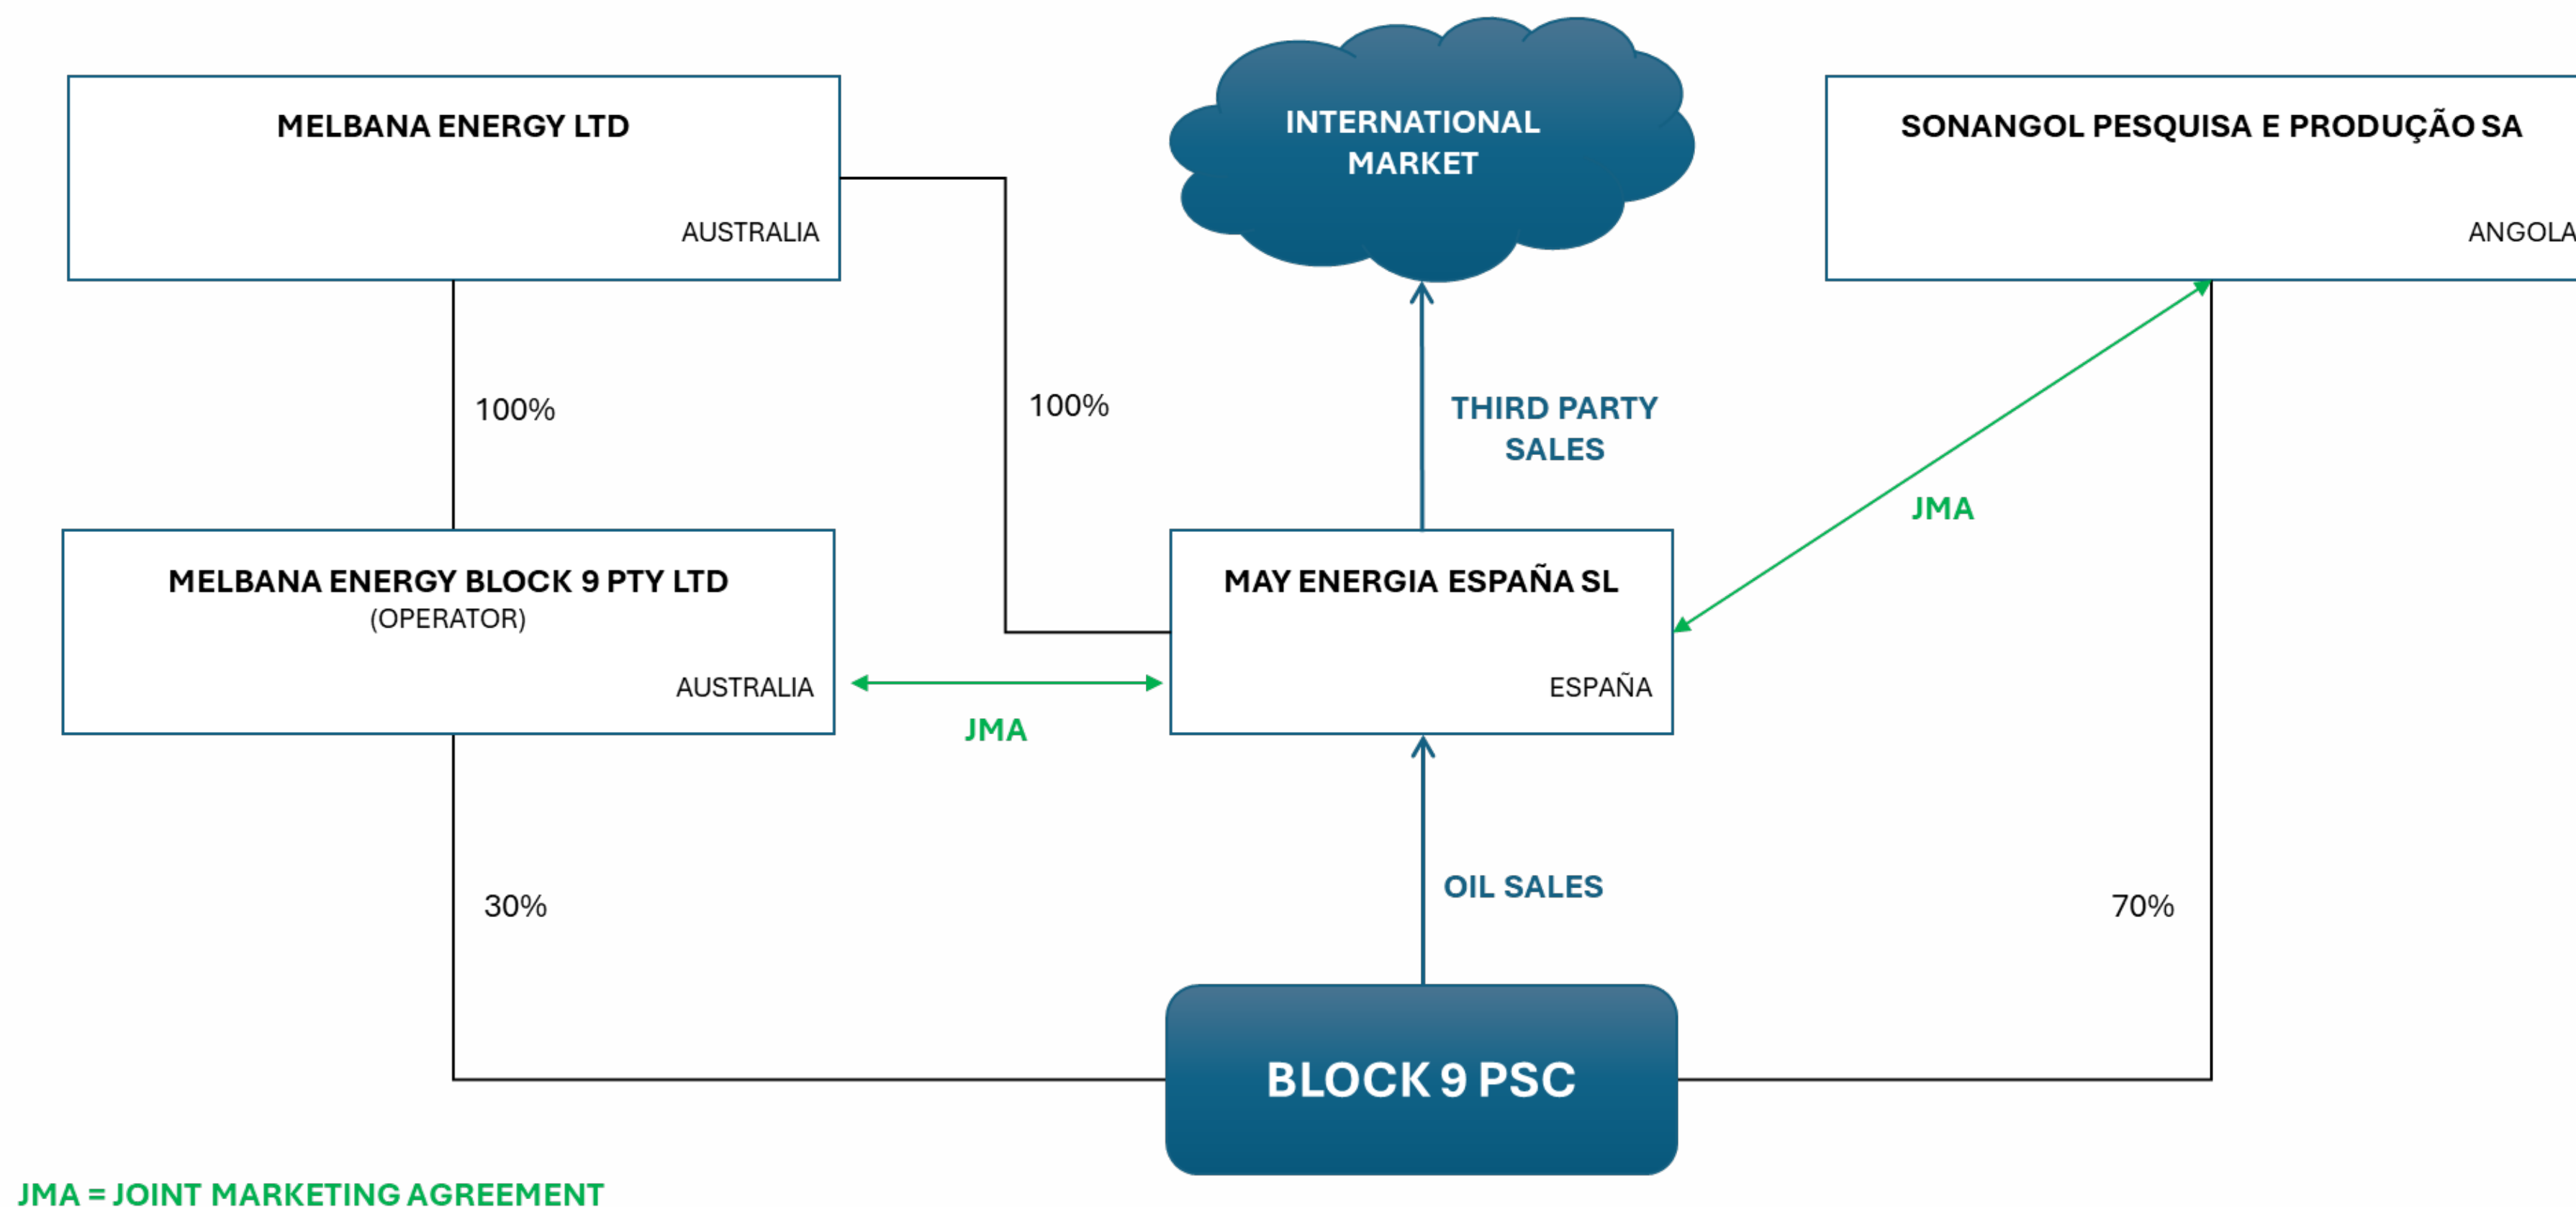 MELBANA ENERGY LTD
AUSTRALIA
INTERNATIONAL
MARKET
SONANGOL PESQUISA E PRODUÇÃO SA
ANGOLA
100%
100%
THIRD PARTY
SALES
JMA
MELBANA ENERGY BLOCK 9 PTY LTD
(OPERATOR)
AUSTRALIA
JMA
MAY ENERGIA ESPAÑA SL
ESPAÑA
30%
OIL SALES
70%
BLOCK 9 PSC
JMA = JOINT MARKETING AGREEMENT